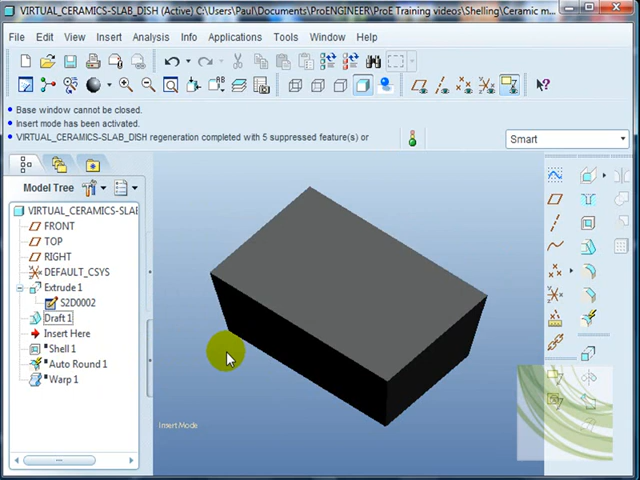 VIRTUAL_CERAMICS-SLAB_DISH (Active) C:\Users\Paul\Documents\ProENGINEER\ProE Training videos\Shelling\Ceramic m...
File Edit View Insert Analysis Info Applications Tools Window Help
Base window cannot be closed.
Insert mode has been activated.
VIRTUAL_CERAMICS-SLAB_DISH regeneration completed with 5 suppressed feature(s) or
Smart
Model Tree
VIRTUAL_CERAMICS-SLAB
FRONT
TOP
RIGHT
DEFAULT_CSYS
Extrude 1
S2D0002
Draft 1
Insert Here
Shell 1
Auto Round 1
Warp 1
Insert Mode